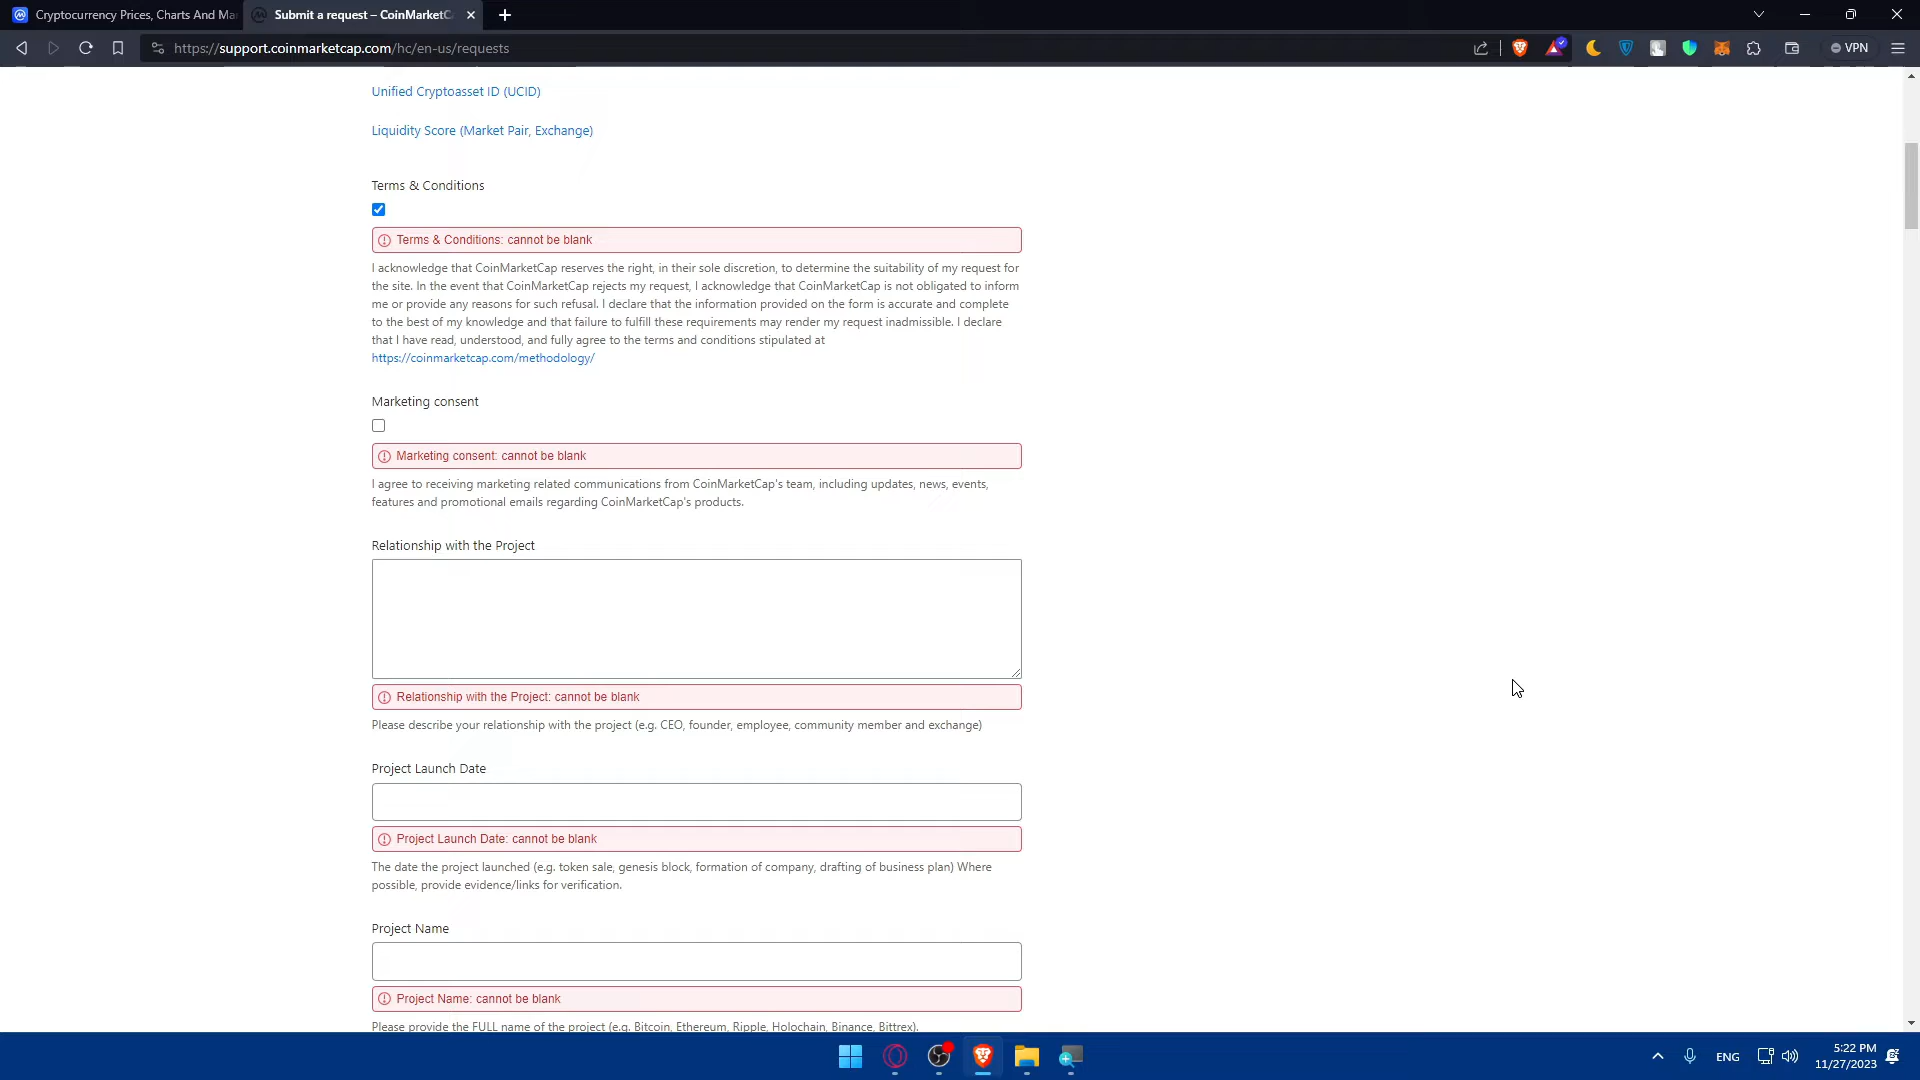 Cryptocurrency Prices, Charts And Ma
Submit a request – CoinMarketC
https://support.coinmarketcap.com/hc/en-us/requests
VPN
Unified Cryptoasset ID (UCID)
Liquidity Score (Market Pair, Exchange)
Terms & Conditions
Terms & Conditions: cannot be blank
I acknowledge that CoinMarketCap reserves the right, in their sole discretion, to determine the suitability of my request for
the site. In the event that CoinMarketCap rejects my request, I acknowledge that CoinMarketCap is not obligated to inform
me or provide any reasons for such refusal. I declare that the information provided on the form is accurate and complete
to the best of my knowledge and that failure to fulfill these requirements may render my request inadmissible. I declare
that I have read, understood, and fully agree to the terms and conditions stipulated at
https://coinmarketcap.com/methodology/
Marketing consent
Marketing consent: cannot be blank
I agree to receiving marketing related communications from CoinMarketCap's team, including updates, news, events,
features and promotional emails regarding CoinMarketCap's products.
Relationship with the Project
Relationship with the Project: cannot be blank
Please describe your relationship with the project (e.g. CEO, founder, employee, community member and exchange)
Project Launch Date
Project Launch Date: cannot be blank
The date the project launched (e.g. token sale, genesis block, formation of company, drafting of business plan) Where
possible, provide evidence/links for verification.
Project Name
Project Name: cannot be blank
Please provide the FULL name of the project (e.g. Bitcoin, Ethereum, Ripple, Holochain, Binance, Bittrex).
ENG
5:22 PM
11/27/2023